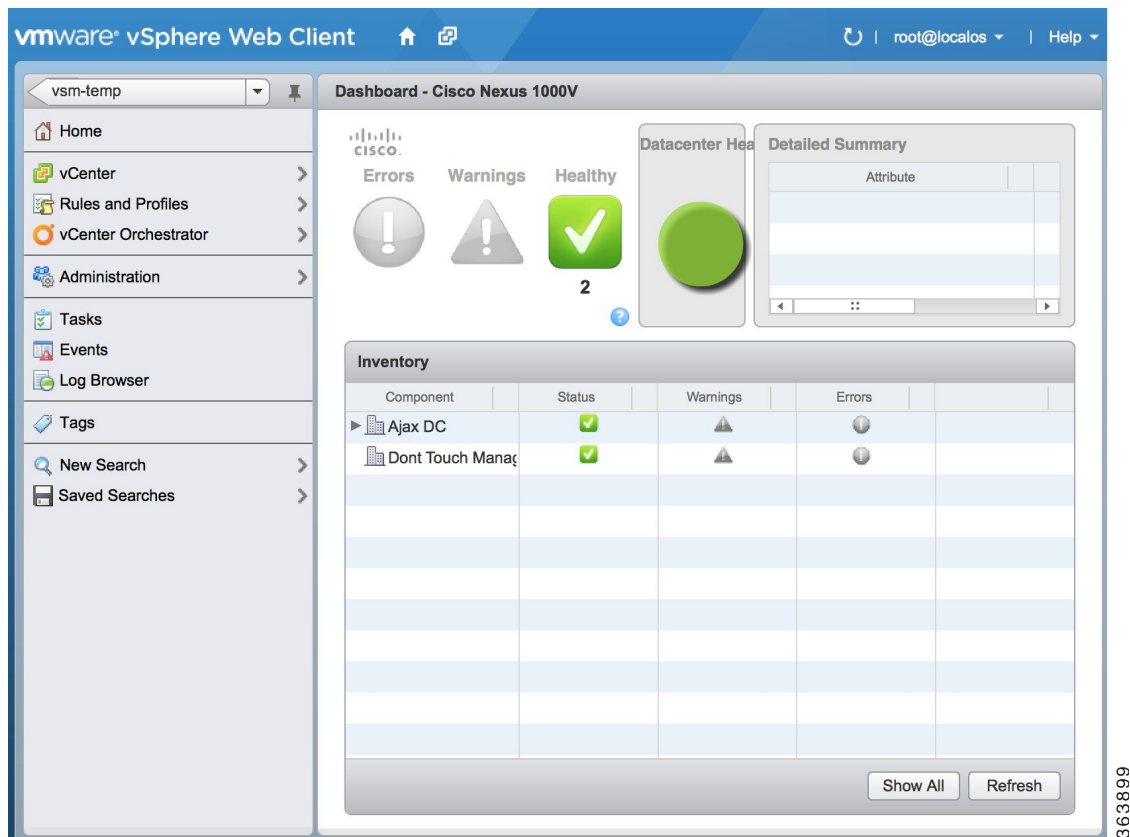 vmware® vSphere Web Client
root@localos
Help
vsm-temp
Home
vCenter
Rules and Profiles
vCenter Orchestrator
Administration
Tasks
Events
Log Browser
Tags
New Search
Saved Searches
Dashboard - Cisco Nexus 1000V
CISCO.
Errors Warnings Healthy
2
Datacenter Hea
Detailed Summary
Attribute
Inventory
Component Status Warnings Errors
Ajax DC
Dont Touch Manag
Show All Refresh
363899